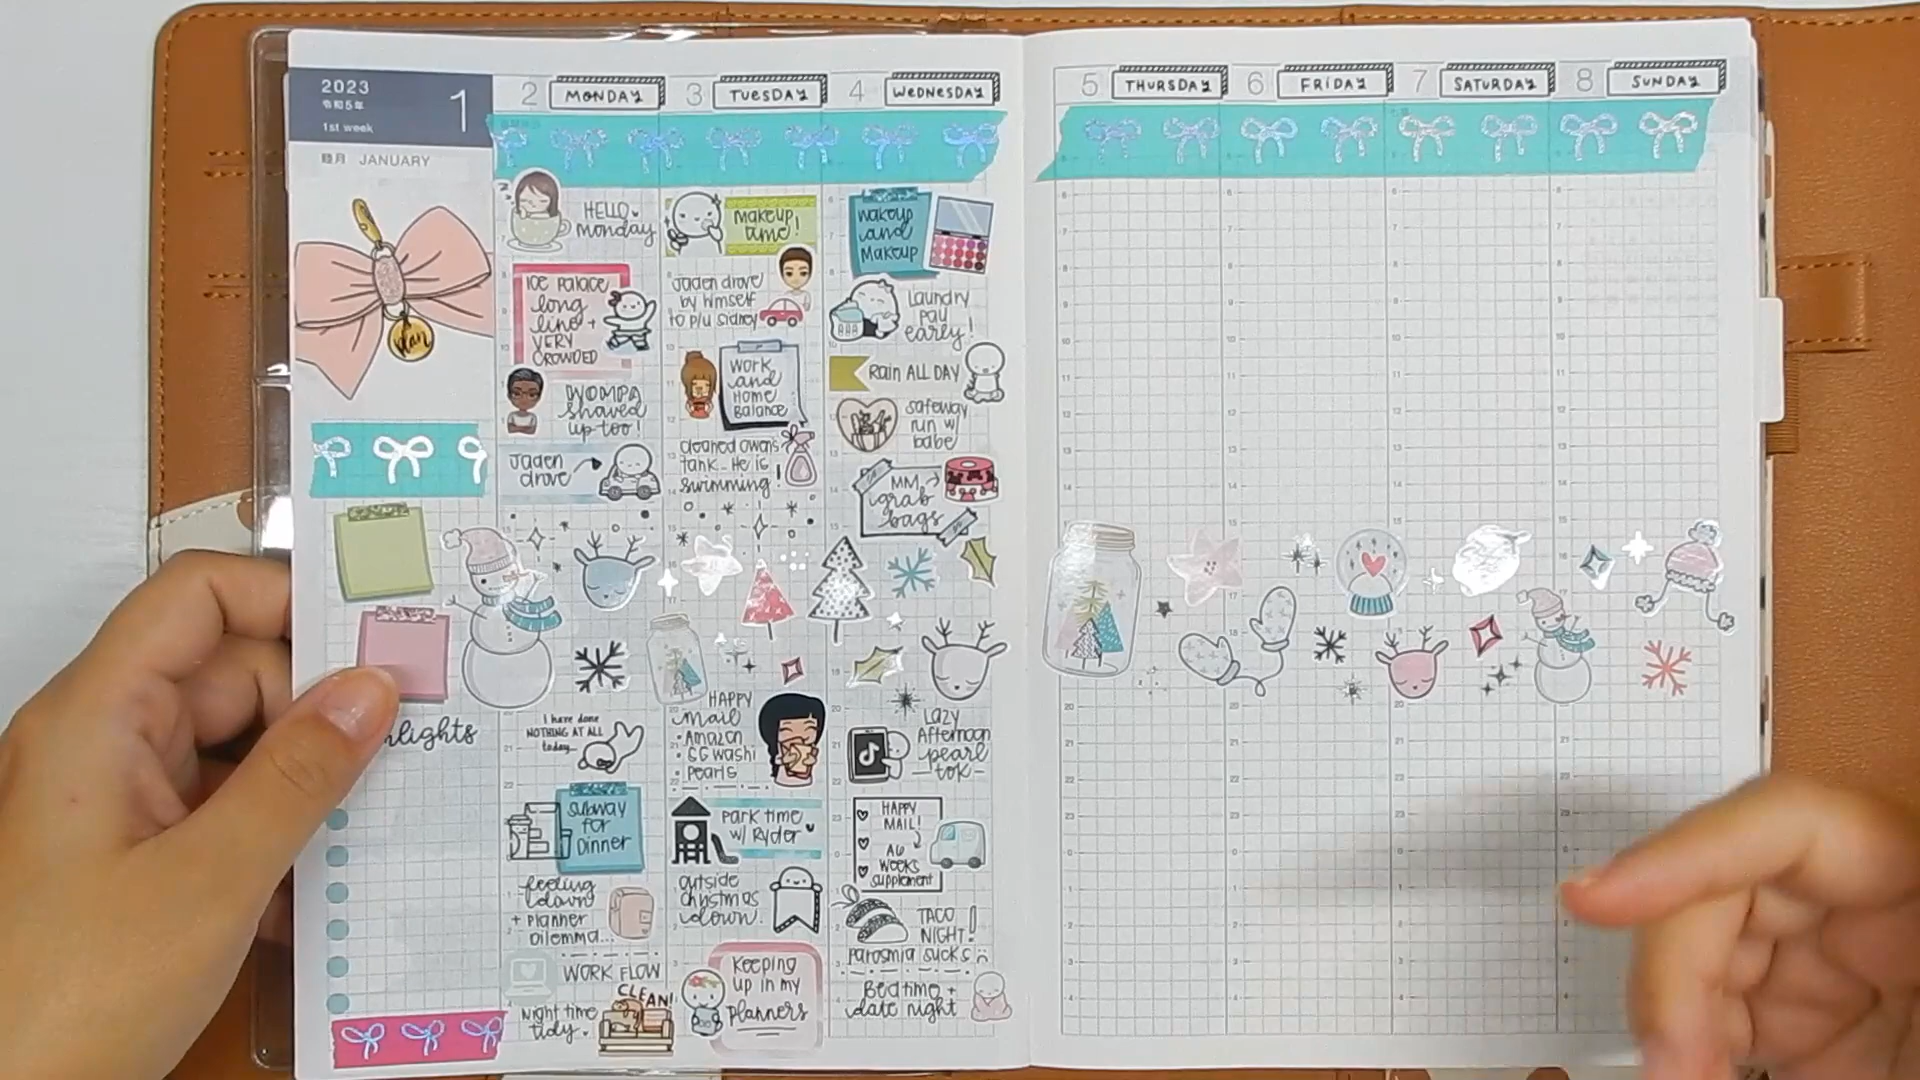 2023
令和5年
1
1st week
睦月 JANUARY
plan
hlights
2 MONDAY
HELLO
monday
ICE PALACE
long
line +
VERY
CROWDED
WOMPA
shaved
up too!
Jaden
drove
I have done
NOTHING AT ALL
today...
Subway
for
Dinner
feeling
down
+ planner
Dilemma...
WORK FLOW
CLEAN!
Night time
tidy.
3 TUESDAY
makeup
time!
Jaden drove
by himself
to p/u Sidney
WORK
and
HOME
Balance
cleaned owen's
tank... He is
swimming!
HAPPY
mail
• Amazon
• GG washi
• pearls
park time
w/ Ryder
outside
christmas
down.
keeping
up in my
planners
4 WEDNESDAY
wakeup
and
makeup
Laundry
pau
early!
Rain ALL DAY
safeway
run w/
babe
MM
grab
bags
Lazy
Afternoon
pearl
-tok-
HAPPY
MAIL!
A6
weeks
supplement
TACO
NIGHT!
parosmia sucks
Bedtime +
date night
5 THURSDAY
6 FRIDAY
7 SATURDAY
8 SUNDAY